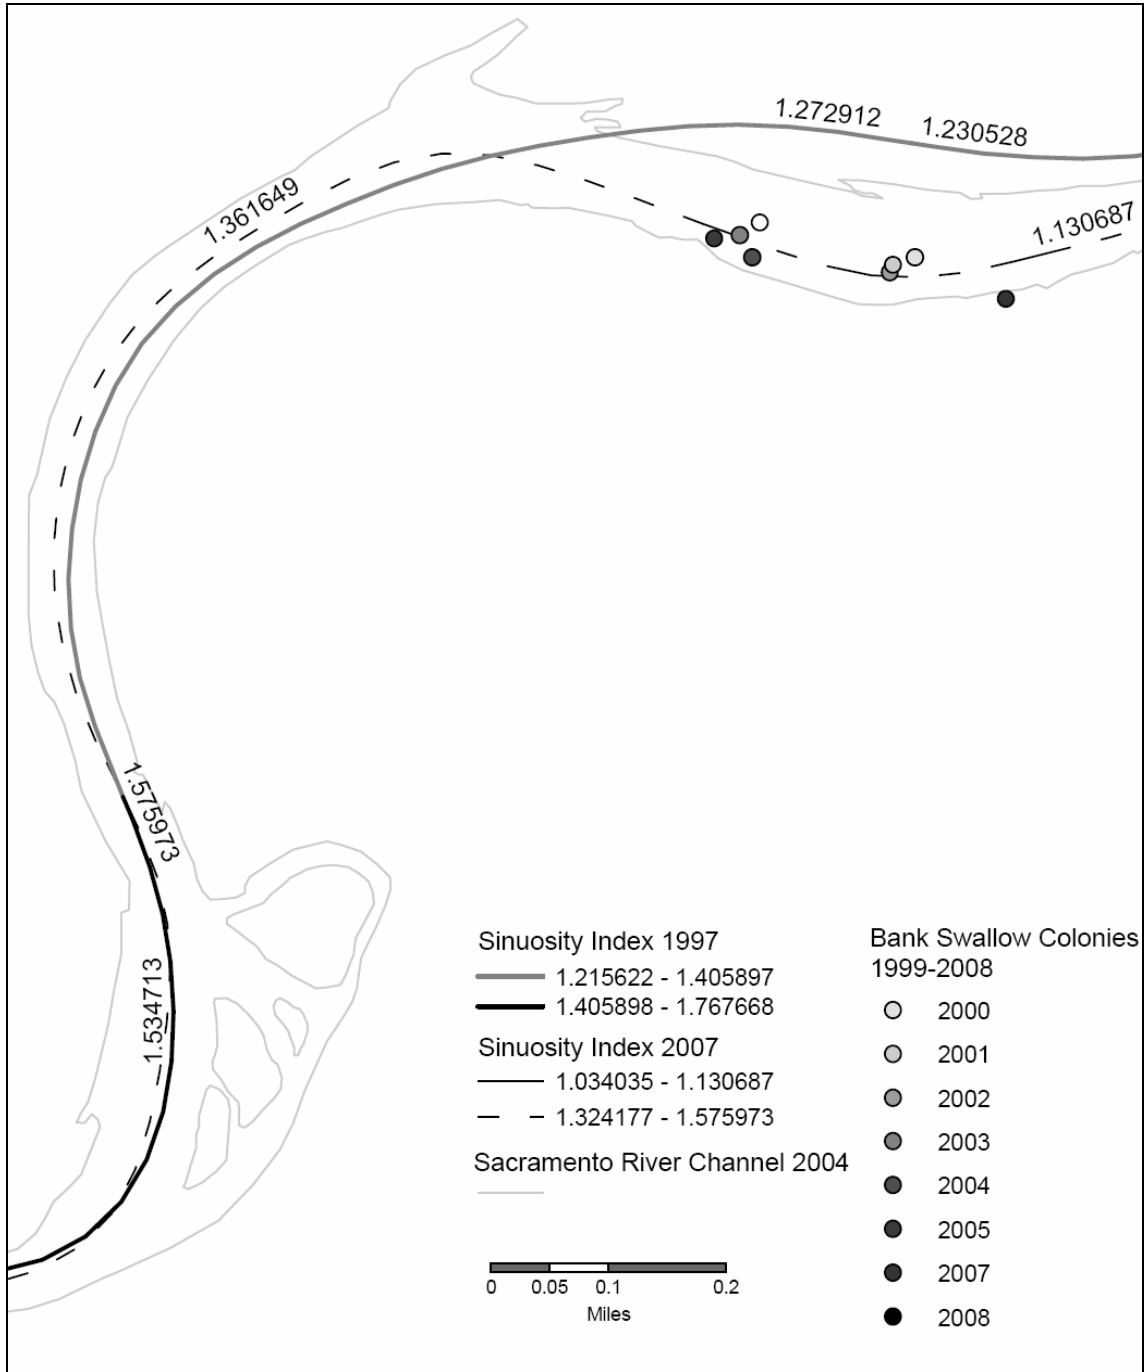 1.272912
1.230528
1.361649
1.130687
1.575973
1.534713
Sinuosity Index 1997
1.215622 - 1.405897
1.405898 - 1.767668
Sinuosity Index 2007
1.034035 - 1.130687
1.324177 - 1.575973
Sacramento River Channel 2004
0 0.05 0.1 0.2
Miles
Bank Swallow Colonies
1999-2008
2000
2001
2002
2003
2004
2005
2007
2008